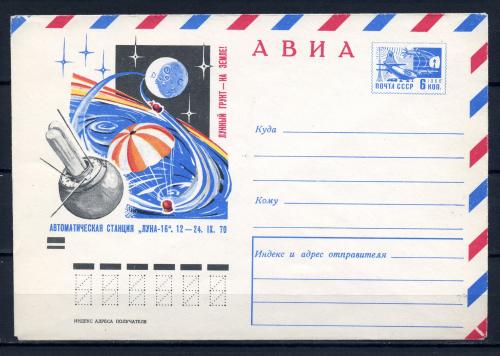 АВИА
ЛУННЫЙ ГРУНТ—НА ЗЕМЛЕ!
1966
ПОЧТА СССР 6 КОП.
Куда
Кому
АВТОМАТИЧЕСКАЯ СТАНЦИЯ „ЛУНА-16“. 12—24. IX. 70
Индекс и адрес отправителя
ИНДЕКС АДРЕСА ПОЛУЧАТЕЛЯ